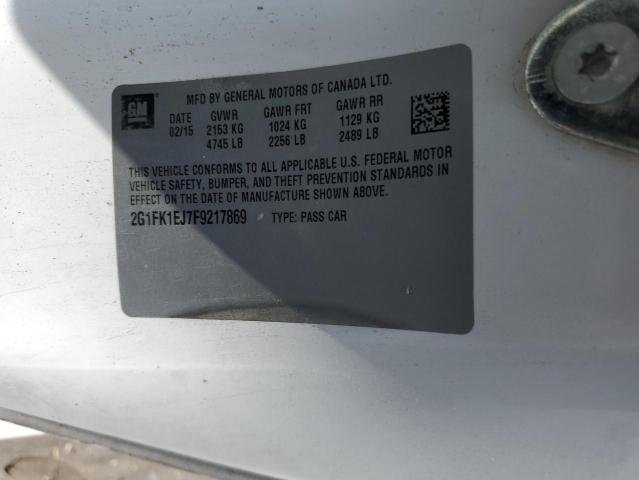 MFD BY GENERAL MOTORS OF CANADA LTD.
GM
DATE GVWR GAWR FRT GAWR RR
02/15 2153 KG 1024 KG 1129 KG
4745 LB 2256 LB 2489 LB
THIS VEHICLE CONFORMS TO ALL APPLICABLE U.S. FEDERAL MOTOR
VEHICLE SAFETY, BUMPER, AND THEFT PREVENTION STANDARDS IN
EFFECT ON THE DATE OF MANUFACTURE SHOWN ABOVE.
2G1FK1EJ7F9217869 TYPE: PASS CAR